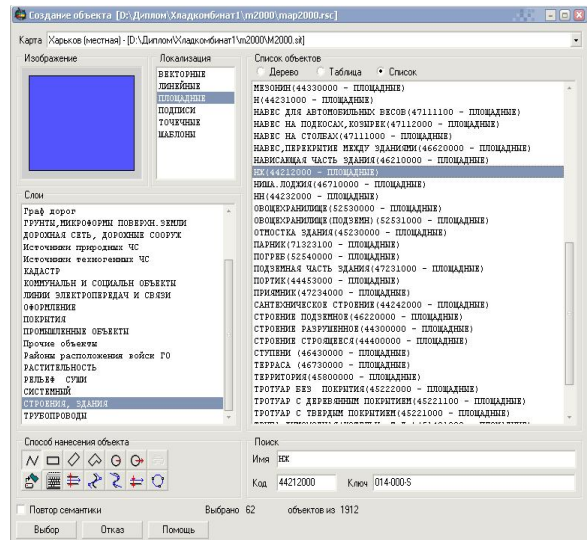 Создание объекта [D:\Диплом\Хладкомбинат1\m2000\map2000.rsc]
Карта Харьков (местная) - [D:\Диплом\Хладкомбинат1\m2000\M2000.sit]
Изображение
Локализация
ВЕКТОРНЫЕ
ЛИНЕЙНЫЕ
ПЛОЩАДНЫЕ
ПОДПИСИ
ТОЧЕЧНЫЕ
ШАБЛОНЫ
Слои
Граф дорог
ГРУНТЫ,МИКРОФОРМЫ ПОВЕРХН.ЗЕМЛИ
ДОРОЖНАЯ СЕТЬ, ДОРОЖНЫЕ СООРУЖ
Источники природных ЧС
Источники техногенных ЧС
КАДАСТР
КОММУНАЛЬН И СОЦИАЛЬН ОБЪЕКТЫ
ЛИНИИ ЭЛЕКТРОПЕРЕДАЧ И СВЯЗИ
ОФОРМЛЕНИЕ
ПОКРЫТИЯ
ПРОМЫШЛЕННЫЕ ОБЪЕКТЫ
Прочие объекты
Районы расположения войск ГО
РАСТИТЕЛЬНОСТЬ
РЕЛЬЕФ СУШИ
СИСТЕМНЫЙ
СТРОЕНИЯ, ЗДАНИЯ
ТРУБОПРОВОДЫ
Список объектов
Дерево Таблица Список
МЕЗОНИН(44330000 - ПЛОЩАДНЫЕ)
Н(44231000 - ПЛОЩАДНЫЕ)
НАВЕС ДЛЯ АВТОМОБИЛЬНЫХ ВЕСОВ(47111100 - ПЛОЩАДНЫЕ)
НАВЕС НА ПОДКОСАХ,КОЗЫРЕК(47112000 - ПЛОЩАДНЫЕ)
НАВЕС НА СТОЛБАХ(47111000 - ПЛОЩАДНЫЕ)
НАВЕС,ПЕРЕКРЫТИЕ МЕЖДУ ЗДАНИЯМИ(46620000 - ПЛОЩАДНЫЕ)
НАВИСАЮЩАЯ ЧАСТЬ ЗДАНИЯ(46210000 - ПЛОЩАДНЫЕ)
НЖ(44212000 - ПЛОЩАДНЫЕ)
НИША.ЛОДЖИЯ(46710000 - ПЛОЩАДНЫЕ)
НН(44232000 - ПЛОЩАДНЫЕ)
ОВОЩЕХРАНИЛИЩЕ(52530000 - ПЛОЩАДНЫЕ)
ОВОЩЕХРАНИЛИЩЕ(ПОДЗЕМН)(52531000 - ПЛОЩАДНЫЕ)
ОТМОСТКА ЗДАНИЯ(45230000 - ПЛОЩАДНЫЕ)
ПАРНИК(71323100 - ПЛОЩАДНЫЕ)
ПОГРЕБ(52540000 - ПЛОЩАДНЫЕ)
ПОДЗЕМНАЯ ЧАСТЬ ЗДАНИЯ(47231000 - ПЛОЩАДНЫЕ)
ПОРТИК(44453000 - ПЛОЩАДНЫЕ)
ПРИЯМНИК(47234000 - ПЛОЩАДНЫЕ)
САНТЕХНИЧЕСКОЕ СТРОЕНИЕ(44242000 - ПЛОЩАДНЫЕ)
СТРОЕНИЕ ПОДЗЕМНОЕ(46220000 - ПЛОЩАДНЫЕ)
СТРОЕНИЕ РАЗРУШЕННОЕ(44300000 - ПЛОЩАДНЫЕ)
СТРОЕНИЕ СТРОЯЩЕЕСЯ(44400000 - ПЛОЩАДНЫЕ)
СТУПЕНИ (46430000 - ПЛОЩАДНЫЕ)
ТЕРРАСА (46730000 - ПЛОЩАДНЫЕ)
ТЕРРИТОРИЯ(45800000 - ПЛОЩАДНЫЕ)
ТРОТУАР БЕЗ ПОКРЫТИЯ(45222000 - ПЛОЩАДНЫЕ)
ТРОТУАР С ДЕРЕВЯННЫМ ПОКРЫТИЕМ(45221100 - ПЛОЩАДНЫЕ)
ТРОТУАР С ТВЕРДЫМ ПОКРЫТИЕМ(45221000 - ПЛОЩАДНЫЕ)
Способ нанесения объекта
Поиск
Имя НЖ
Код 44212000 Ключ 014-000-S
Повтор семантики Выбрано 62 объектов из 1912
Выбор Отказ Помощь